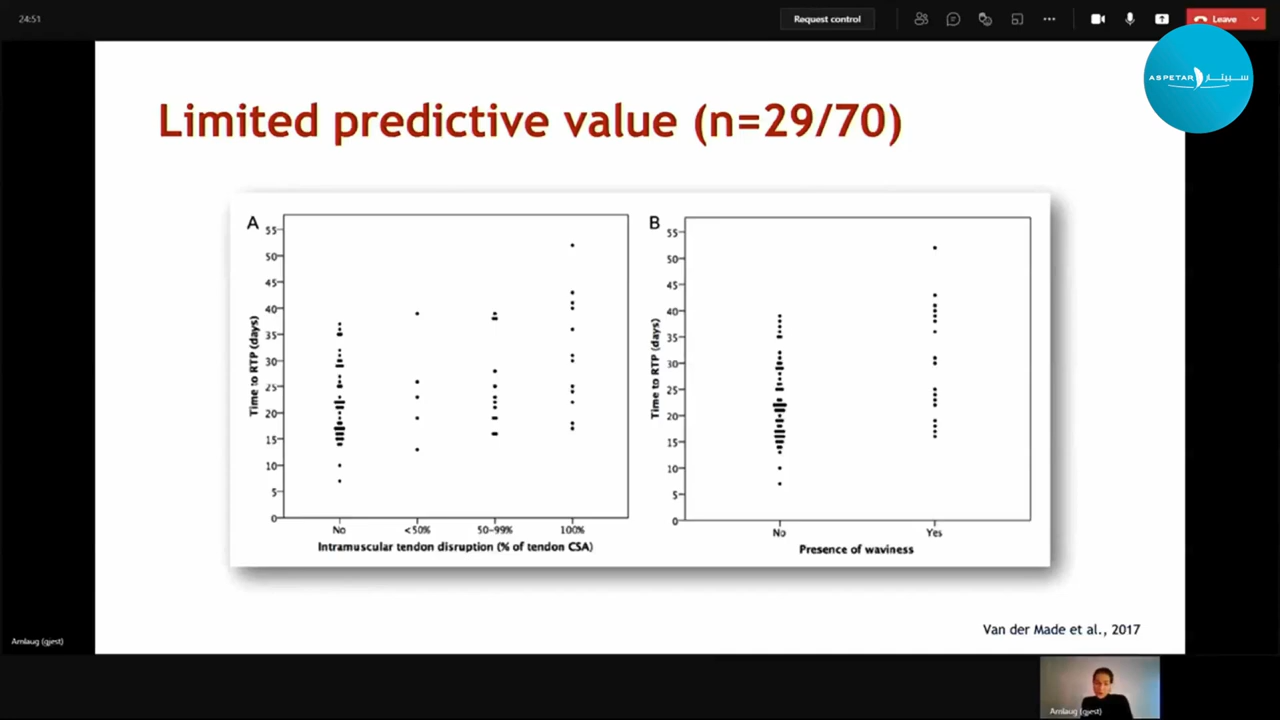 24:51
Request control
Leave
ASPETAR سبيتار
Limited predictive value (n=29/70)
A
55
50
45
40
35
30
25
20
15
10
5
0
Time to RTP (days)
No
<50%
50-99%
100%
Intramuscular tendon disruption (% of tendon CSA)
B
55
50
45
40
35
30
25
20
15
10
5
0
Time to RTP (days)
No
Yes
Presence of waviness
Van der Made et al., 2017
Arnlaug (gjest)
Arnlaug (gjest)